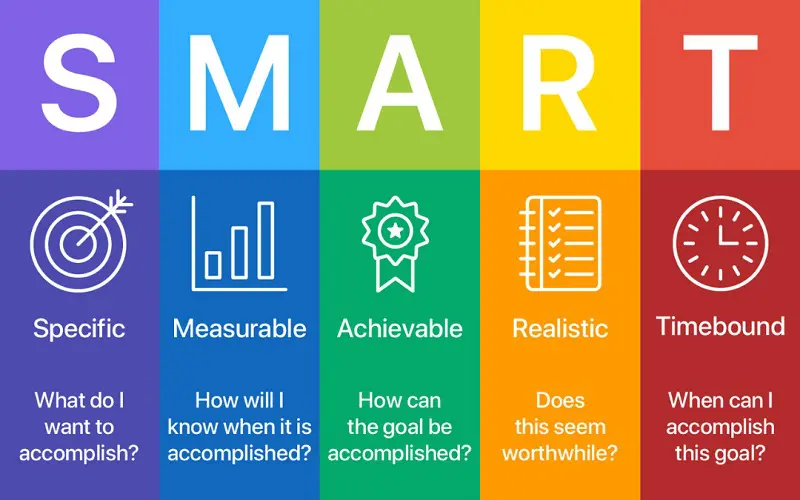 S M A R T
Specific
What do I
want to
accomplish?
Measurable
How will I
know when it is
accomplished?
Achievable
How can
the goal be
accomplished?
Realistic
Does
this seem
worthwhile?
Timebound
When can I
accomplish
this goal?